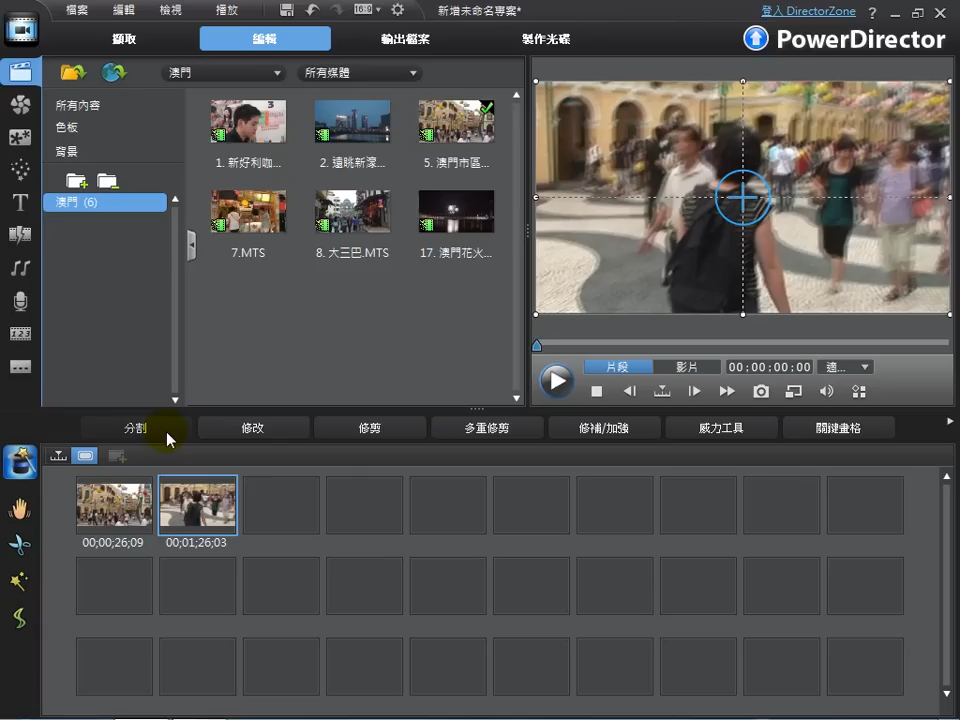 檔案 編輯 檢視 播放 16:9 新增未命名專案* 登入 DirectorZone ?
擷取 編輯 輸出檔案 製作光碟 PowerDirector
澳門 所有媒體
所有內容
色板
背景
澳門 (6)
1. 新好利咖... 2. 遠眺新濠... 5. 澳門市區...
7.MTS 8. 大三巴.MTS 17. 澳門花火...
片段 影片 00:00:00:00 適...
分割 修改 修剪 多重修剪 修補/加強 威力工具 關鍵畫格
00;00;26;09 00;01;26;03